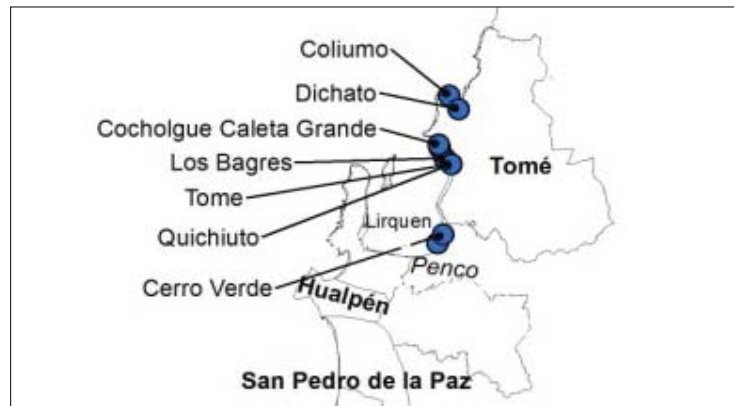 Coliumo
Dichato
Cocholgue Caleta Grande
Los Bagres
Tomé
Tome
Lirquen
Quichiuto
Penco
Cerro Verde
Hualpén
San Pedro de la Paz